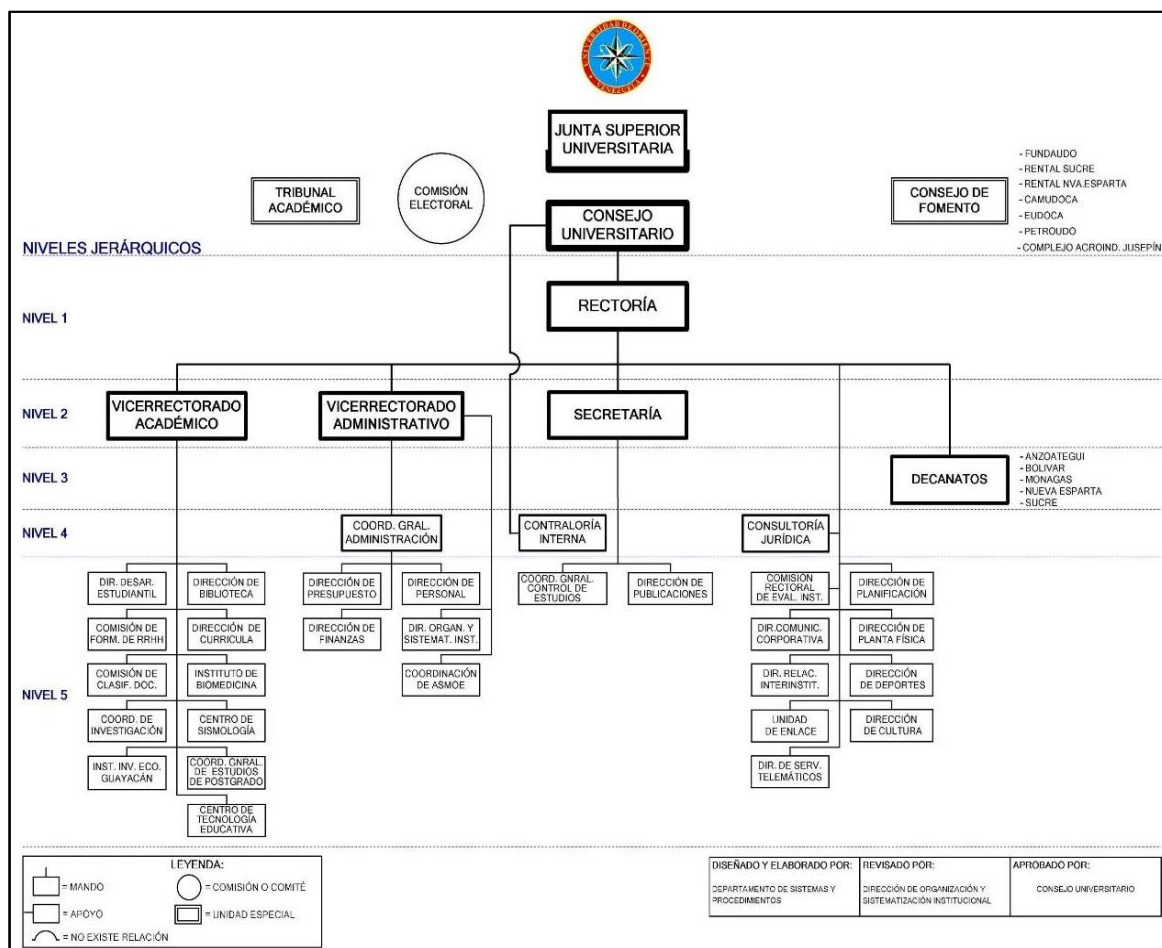 UNIVERSIDAD DE ORIENTE
VENEZUELA
JUNTA SUPERIOR
UNIVERSITARIA
TRIBUNAL
ACADÉMICO
COMISIÓN
ELECTORAL
CONSEJO
UNIVERSITARIO
CONSEJO DE
FOMENTO
- FUNDAUDO
- RENTAL SUCRE
- RENTAL NVA.ESPARTA
- CAMUDOCA
- EUDOCA
- PETROUDO
- COMPLEJO AGROIND. JUSEPÍN
NIVELES JERÁRQUICOS
NIVEL 1
RECTORÍA
NIVEL 2
VICERRECTORADO
ACADÉMICO
VICERRECTORADO
ADMINISTRATIVO
SECRETARÍA
NIVEL 3
DECANATOS
- ANZOATEGUI
- BOLIVAR
- MONAGAS
- NUEVA ESPARTA
- SUCRE
NIVEL 4
COORD. GRAL.
ADMINISTRACIÓN
CONTRALORÍA
INTERNA
CONSULTORÍA
JURÍDICA
NIVEL 5
DIR. DESAR.
ESTUDIANTIL
DIRECCIÓN DE
BIBLIOTECA
COMISIÓN DE
FORM. DE RRHH
DIRECCIÓN DE
CURRICULA
COMISIÓN DE
CLASIF. DOC.
INSTITUTO DE
BIOMEDICINA
COORD. DE
INVESTIGACIÓN
CENTRO DE
SISMOLOGÍA
INST. INV. ECO.
GUAYACÁN
COORD. GNRAL.
DE ESTUDIOS
DE POSTGRADO
CENTRO DE
TECNOLOGÍA
EDUCATIVA
DIRECCIÓN DE
PRESUPUESTO
DIRECCIÓN DE
PERSONAL
DIRECCIÓN DE
FINANZAS
DIR. ORGAN. Y
SISTEMAT. INST.
COORDINACIÓN
DE ASMOE
COORD. GNRAL.
CONTROL DE
ESTUDIOS
DIRECCIÓN DE
PUBLICACIONES
COMISIÓN
RECTORAL
DE EVAL. INST.
DIRECCIÓN DE
PLANIFICACIÓN
DIR.COMUNIC.
CORPORATIVA
DIRECCIÓN DE
PLANTA FÍSICA
DIR. RELAC.
INTERINSTIT.
DIRECCIÓN
DE DEPORTES
UNIDAD
DE ENLACE
DIRECCIÓN
DE CULTURA
DIR. DE SERV.
TELEMÁTICOS
LEYENDA:
= MANDO
= COMISIÓN O COMITÉ
= APOYO
= UNIDAD ESPECIAL
= NO EXISTE RELACIÓN
DISEÑADO Y ELABORADO POR:
DEPARTAMENTO DE SISTEMAS Y
PROCEDIMIENTOS
REVISADO POR:
DIRECCIÓN DE ORGANIZACIÓN Y
SISTEMATIZACIÓN INSTITUCIONAL
APROBADO POR:
CONSEJO UNIVERSITARIO